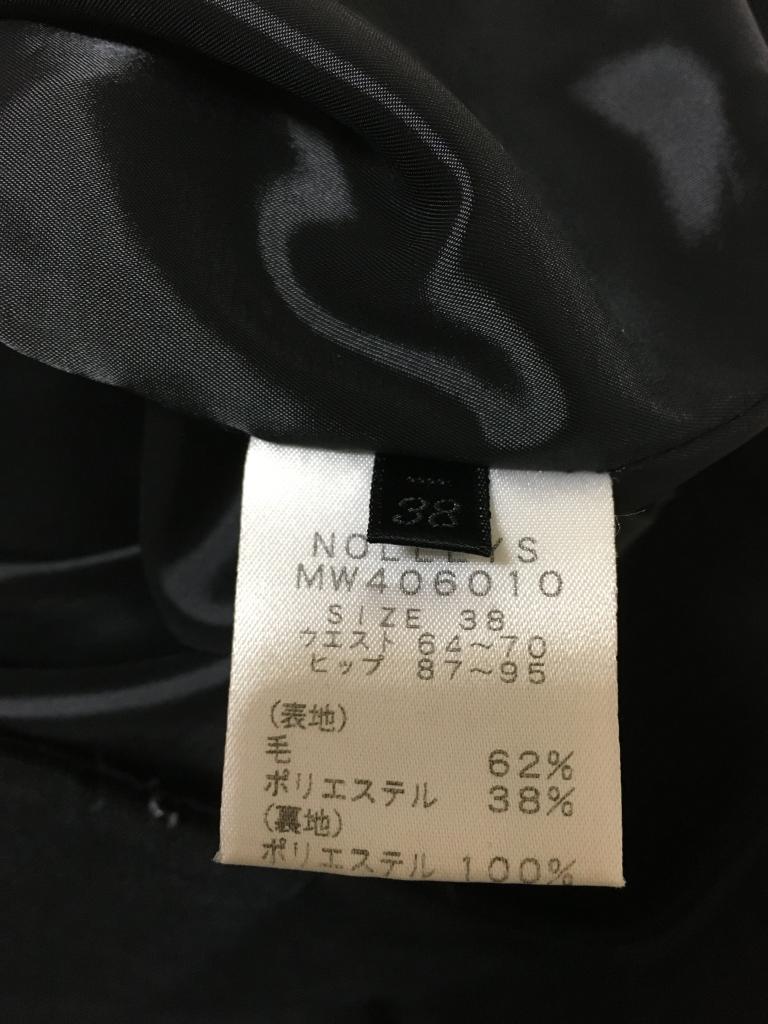 38
NOLLEYS
MW406010
SIZE 38
ウエスト 64~70
ヒップ 87~95
(表地)
毛 62%
ポリエステル 38%
(裏地)
ポリエステル 100%